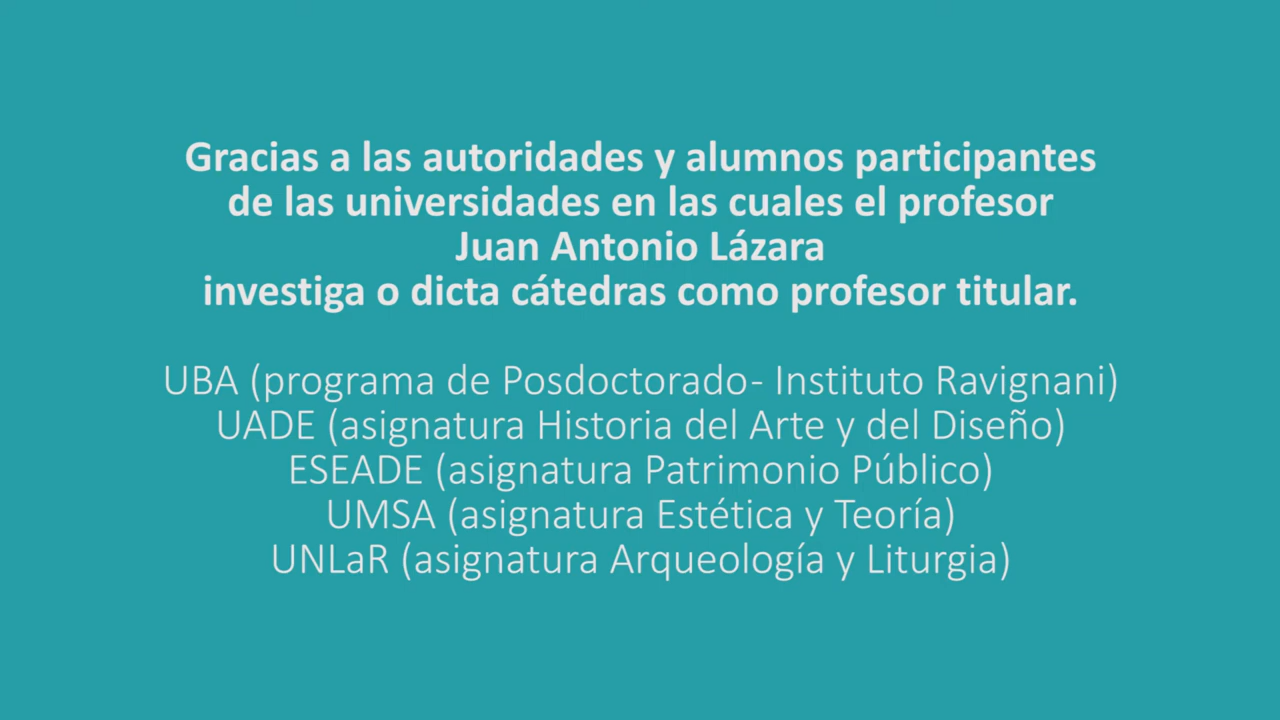 Gracias a las autoridades y alumnos participantes
de las universidades en las cuales el profesor
Juan Antonio Lázara
investiga o dicta cátedras como profesor titular.
UBA (programa de Posdoctorado- Instituto Ravignani)
UADE (asignatura Historia del Arte y del Diseño)
ESEADE (asignatura Patrimonio Público)
UMSA (asignatura Estética y Teoría)
UNLaR (asignatura Arqueología y Liturgia)